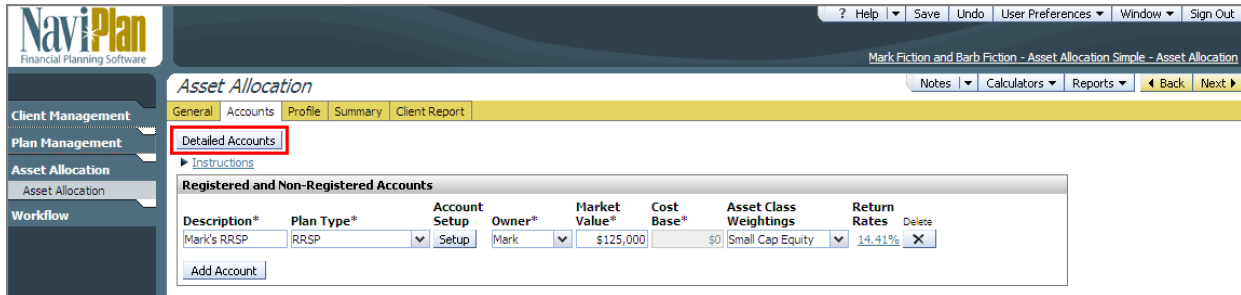 NaviPlan
Financial Planning Software
? Help Save Undo User Preferences Window Sign Out
Mark Fiction and Barb Fiction - Asset Allocation Simple - Asset Allocation
Asset Allocation
Notes Calculators Reports Back Next
General Accounts Profile Summary Client Report
Client Management
Plan Management
Asset Allocation
Asset Allocation
Workflow
Detailed Accounts
Instructions
Registered and Non-Registered Accounts
Description* Plan Type* Account Setup Owner* Market Value* Cost Base* Asset Class Weightings Return Rates Delete
Mark's RRSP RRSP Setup Mark $125,000 $0 Small Cap Equity 14.41% X
Add Account